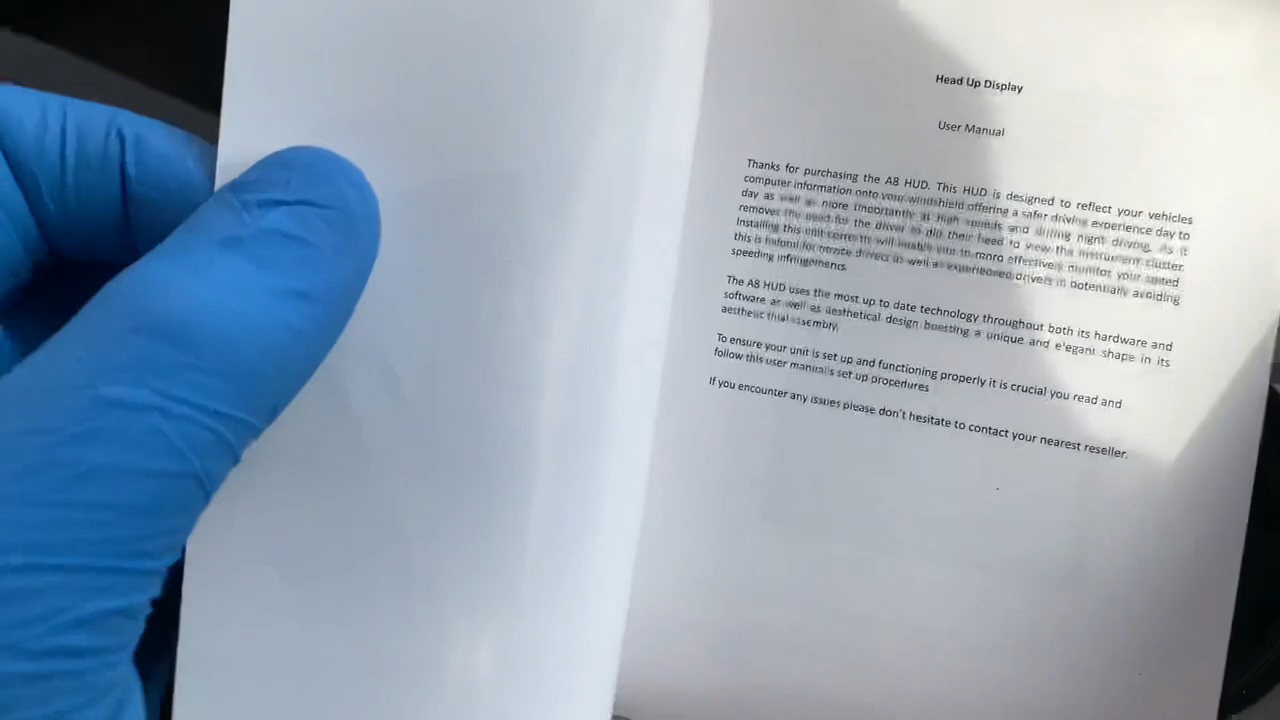 Head Up Display
User Manual
Thanks for purchasing the A8 HUD. This HUD is designed to reflect your vehicles
computer information onto your windshield offering a safer driving experience day to
day as well as more importantly at high speeds and during night driving. As it
removes the need for the driver to dip their head to view the instrument cluster.
Installing this unit correctly will enable you to more effectively monitor your speed
this is helpful for novice drivers as well as experienced drivers in potentially avoiding
speeding infringements
The A8 HUD uses the most up to date technology throughout both its hardware and
software as well as aesthetical design boasting a unique and elegant shape in its
aesthetic assembly.
To ensure your unit is set up and functioning properly it is crucial you read and
follow this user manual's set up procedures
If you encounter any issues please don't hesitate to contact your nearest reseller.